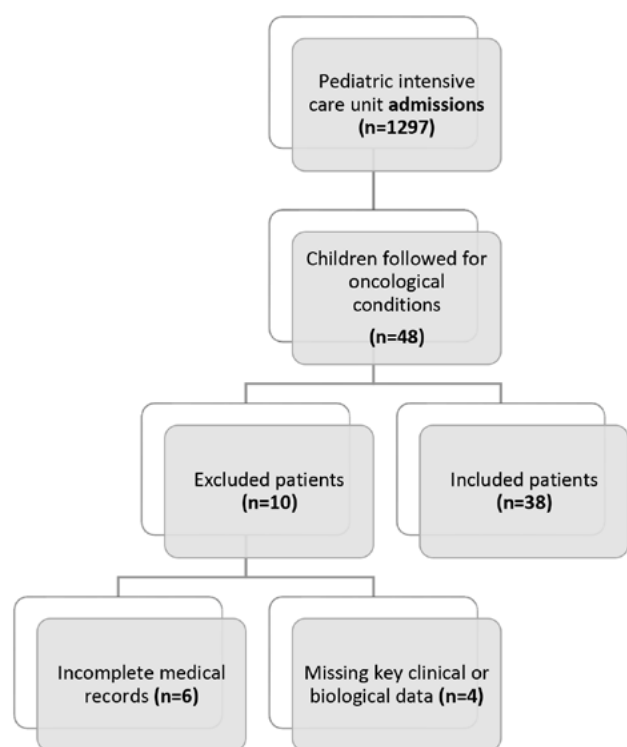 Pediatric intensive
care unit admissions
(n=1297)
Children followed for
oncological
conditions
(n=48)
Excluded patients
(n=10)
Included patients
(n=38)
Incomplete medical
records (n=6)
Missing key clinical or
biological data (n=4)